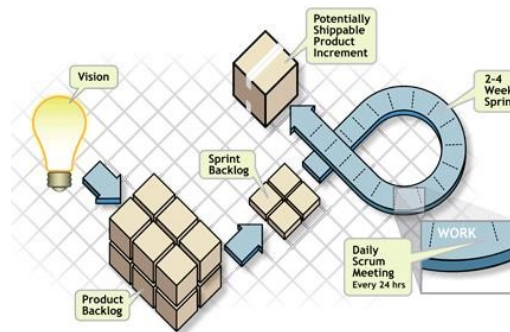 Potentially
Shippable
Product
Increment
Vision
2-4
Week
Sprin
Sprint
Backlog
WORK
Daily
Scrum
Meeting
Every 24 hrs
Product
Backlog